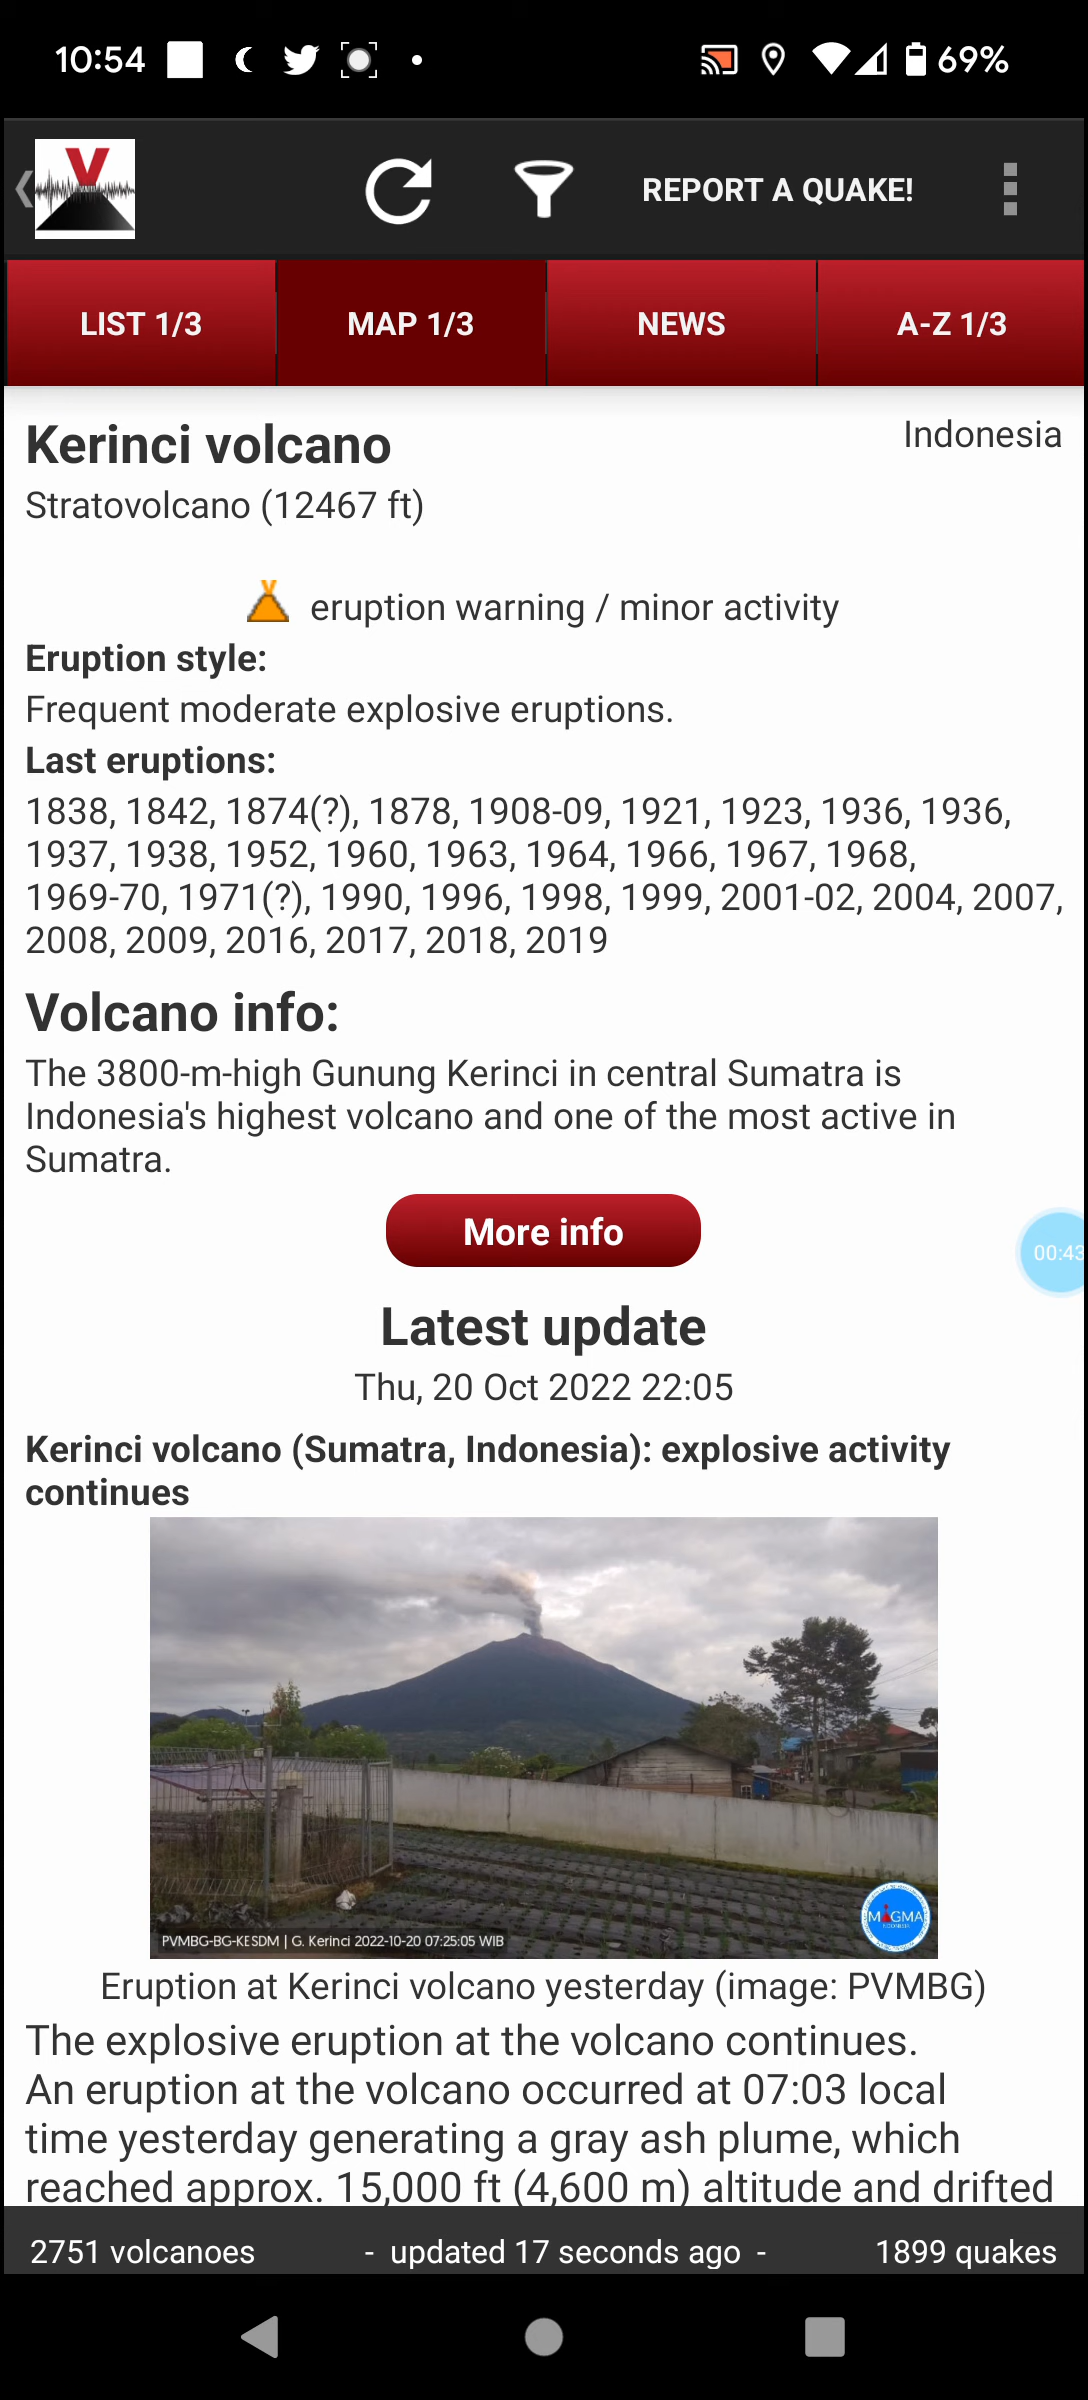 10:54
69%
V
REPORT A QUAKE!
LIST 1/3
MAP 1/3
NEWS
A-Z 1/3
Kerinci volcano
Indonesia
Stratovolcano (12467 ft)
eruption warning / minor activity
Eruption style:
Frequent moderate explosive eruptions.
Last eruptions:
1838, 1842, 1874(?), 1878, 1908-09, 1921, 1923, 1936, 1936,
1937, 1938, 1952, 1960, 1963, 1964, 1966, 1967, 1968,
1969-70, 1971(?), 1990, 1996, 1998, 1999, 2001-02, 2004, 2007,
2008, 2009, 2016, 2017, 2018, 2019
Volcano info:
The 3800-m-high Gunung Kerinci in central Sumatra is
Indonesia's highest volcano and one of the most active in
Sumatra.
More info
00:43
Latest update
Thu, 20 Oct 2022 22:05
Kerinci volcano (Sumatra, Indonesia): explosive activity
continues
MAGMA
INDONESIA
PVMBG-BG-KESDM | G. Kerinci 2022-10-20 07:25:05 WIB
Eruption at Kerinci volcano yesterday (image: PVMBG)
The explosive eruption at the volcano continues.
An eruption at the volcano occurred at 07:03 local
time yesterday generating a gray ash plume, which
reached approx. 15,000 ft (4,600 m) altitude and drifted
2751 volcanoes
- updated 17 seconds ago -
1899 quakes